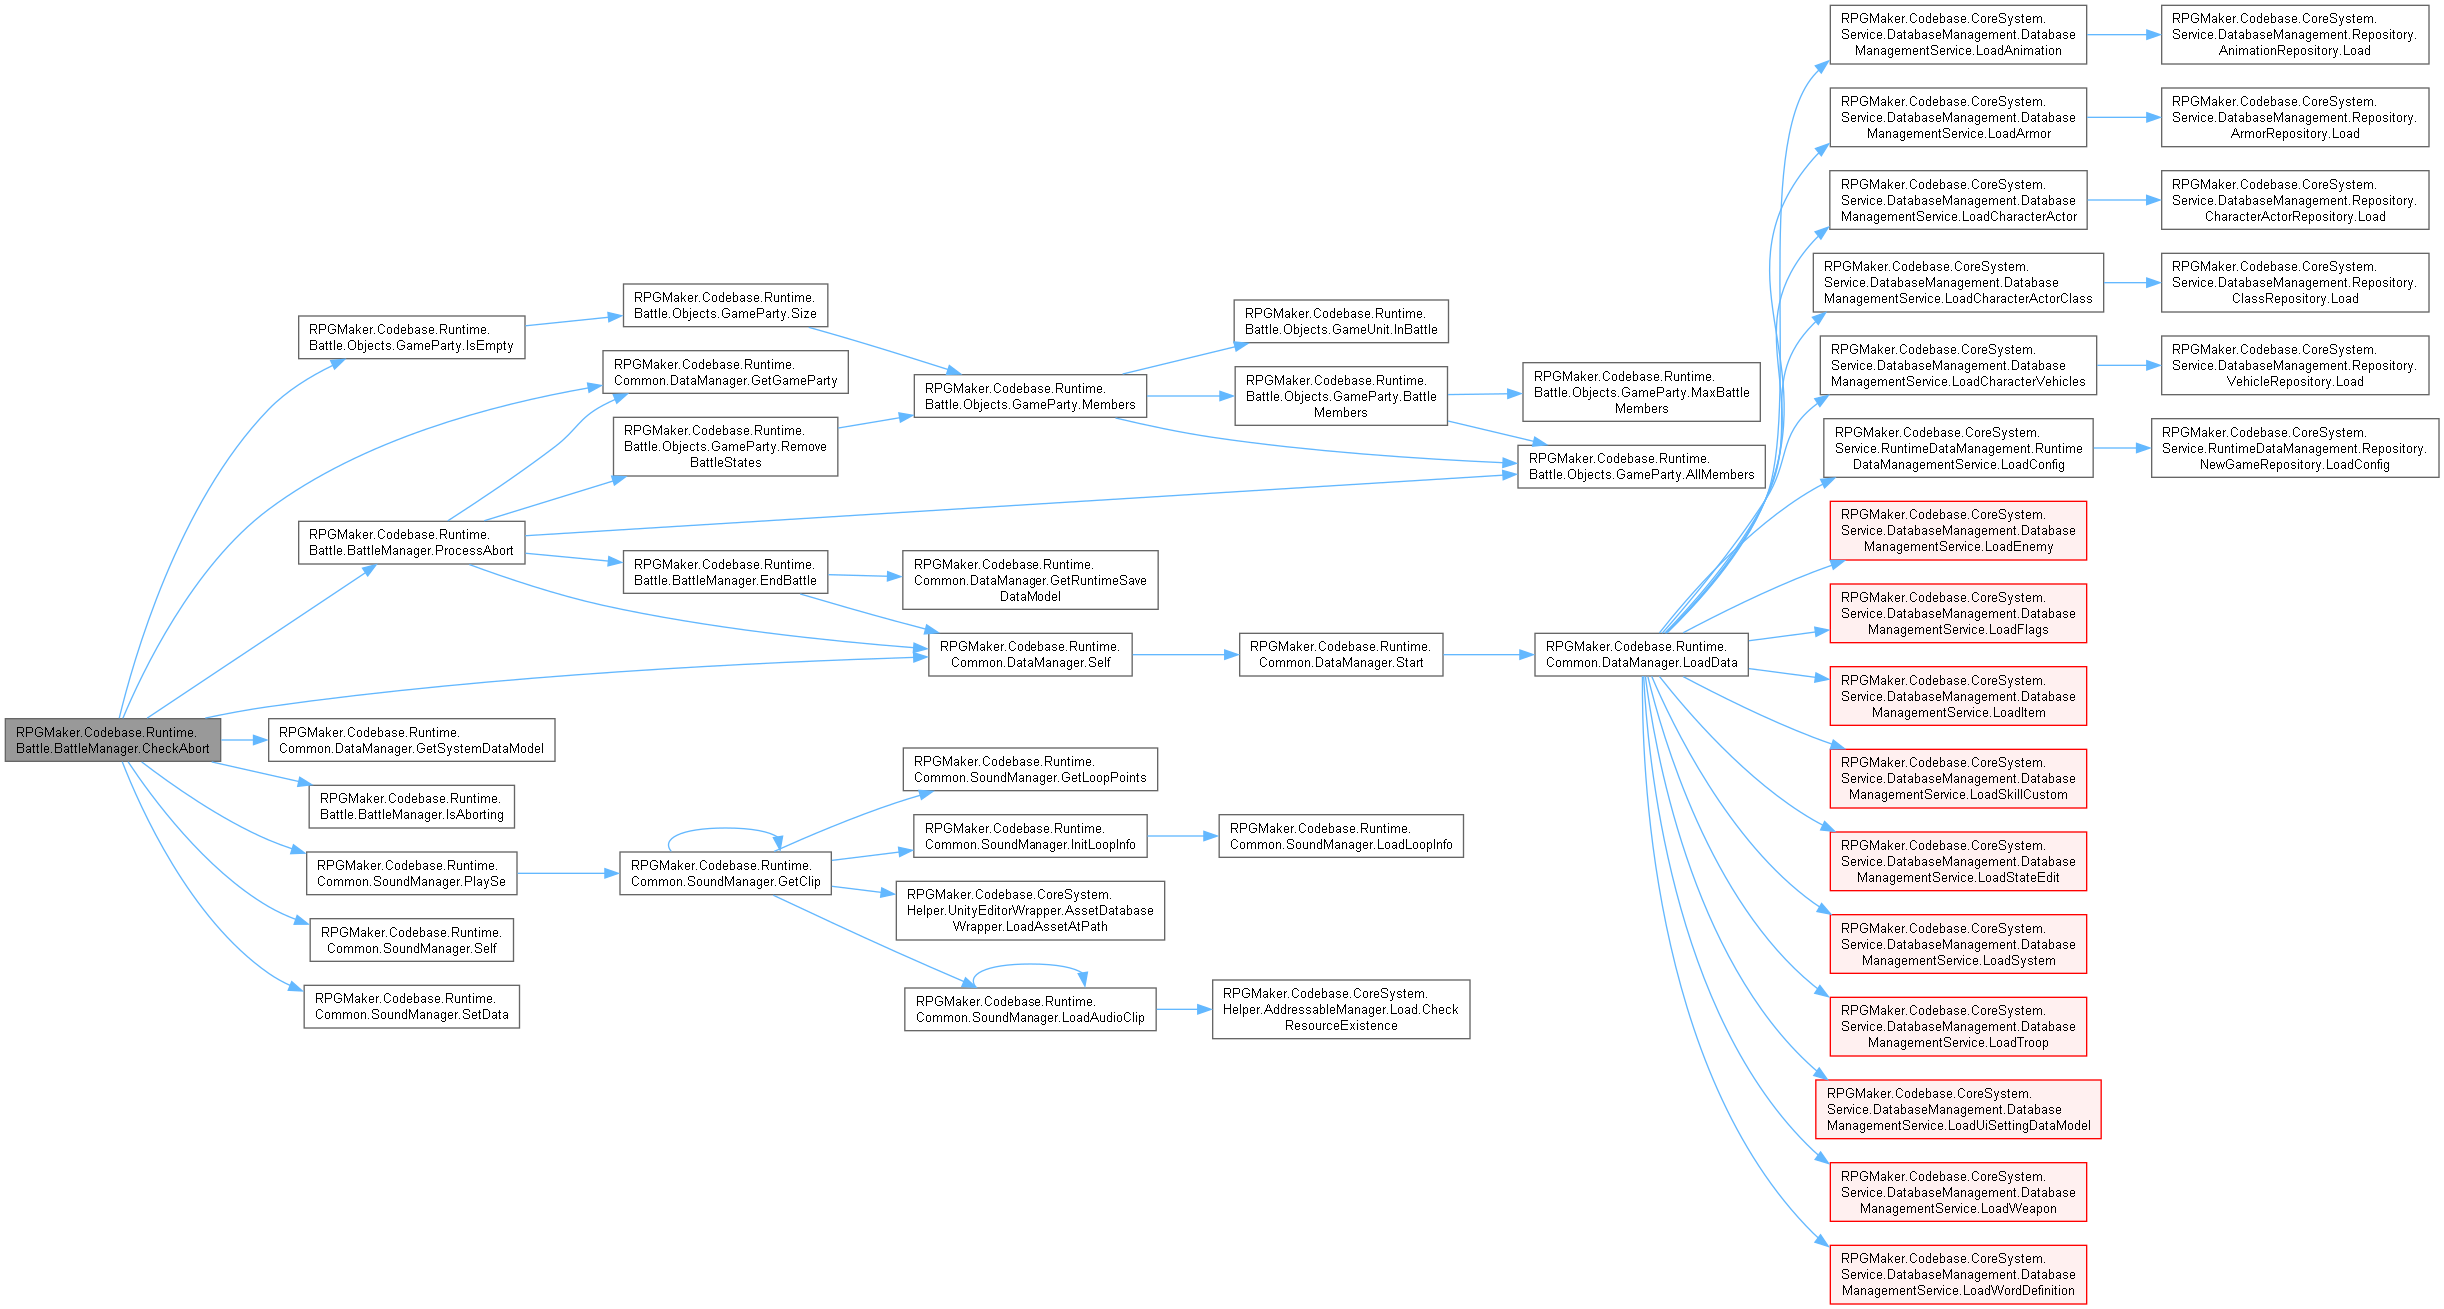 RPGMaker.Codebase.Runtime.
Battle.BattleManager.CheckAbort
RPGMaker.Codebase.Runtime.
Battle.Objects.GameParty.IsEmpty
RPGMaker.Codebase.Runtime.
Battle.BattleManager.ProcessAbort
RPGMaker.Codebase.Runtime.
Common.DataManager.GetSystemDataModel
RPGMaker.Codebase.Runtime.
Battle.BattleManager.IsAborting
RPGMaker.Codebase.Runtime.
Common.SoundManager.PlaySe
RPGMaker.Codebase.Runtime.
Common.SoundManager.Self
RPGMaker.Codebase.Runtime.
Common.SoundManager.SetData
RPGMaker.Codebase.Runtime.
Battle.Objects.GameParty.Size
RPGMaker.Codebase.Runtime.
Common.DataManager.GetGameParty
RPGMaker.Codebase.Runtime.
Battle.Objects.GameParty.Remove
BattleStates
RPGMaker.Codebase.Runtime.
Battle.BattleManager.EndBattle
RPGMaker.Codebase.Runtime.
Common.SoundManager.GetClip
RPGMaker.Codebase.Runtime.
Battle.Objects.GameParty.Members
RPGMaker.Codebase.Runtime.
Common.DataManager.GetRuntimeSave
DataModel
RPGMaker.Codebase.Runtime.
Common.DataManager.Self
RPGMaker.Codebase.Runtime.
Common.SoundManager.GetLoopPoints
RPGMaker.Codebase.Runtime.
Common.SoundManager.InitLoopInfo
RPGMaker.Codebase.CoreSystem.
Helper.UnityEditorWrapper.AssetDatabase
Wrapper.LoadAssetAtPath
RPGMaker.Codebase.Runtime.
Common.SoundManager.LoadAudioClip
RPGMaker.Codebase.Runtime.
Battle.Objects.GameUnit.InBattle
RPGMaker.Codebase.Runtime.
Battle.Objects.GameParty.Battle
Members
RPGMaker.Codebase.Runtime.
Common.DataManager.Start
RPGMaker.Codebase.Runtime.
Common.SoundManager.LoadLoopInfo
RPGMaker.Codebase.CoreSystem.
Helper.AddressableManager.Load.Check
ResourceExistence
RPGMaker.Codebase.Runtime.
Battle.Objects.GameParty.MaxBattle
Members
RPGMaker.Codebase.Runtime.
Battle.Objects.GameParty.AllMembers
RPGMaker.Codebase.Runtime.
Common.DataManager.LoadData
RPGMaker.Codebase.CoreSystem.
Service.DatabaseManagement.Database
ManagementService.LoadAnimation
RPGMaker.Codebase.CoreSystem.
Service.DatabaseManagement.Database
ManagementService.LoadArmor
RPGMaker.Codebase.CoreSystem.
Service.DatabaseManagement.Database
ManagementService.LoadCharacterActor
RPGMaker.Codebase.CoreSystem.
Service.DatabaseManagement.Database
ManagementService.LoadCharacterActorClass
RPGMaker.Codebase.CoreSystem.
Service.DatabaseManagement.Database
ManagementService.LoadCharacterVehicles
RPGMaker.Codebase.CoreSystem.
Service.RuntimeDataManagement.Runtime
DataManagementService.LoadConfig
RPGMaker.Codebase.CoreSystem.
Service.DatabaseManagement.Database
ManagementService.LoadEnemy
RPGMaker.Codebase.CoreSystem.
Service.DatabaseManagement.Database
ManagementService.LoadFlags
RPGMaker.Codebase.CoreSystem.
Service.DatabaseManagement.Database
ManagementService.LoadItem
RPGMaker.Codebase.CoreSystem.
Service.DatabaseManagement.Database
ManagementService.LoadSkillCustom
RPGMaker.Codebase.CoreSystem.
Service.DatabaseManagement.Database
ManagementService.LoadStateEdit
RPGMaker.Codebase.CoreSystem.
Service.DatabaseManagement.Database
ManagementService.LoadSystem
RPGMaker.Codebase.CoreSystem.
Service.DatabaseManagement.Database
ManagementService.LoadTroop
RPGMaker.Codebase.CoreSystem.
Service.DatabaseManagement.Database
ManagementService.LoadUiSettingDataModel
RPGMaker.Codebase.CoreSystem.
Service.DatabaseManagement.Database
ManagementService.LoadWeapon
RPGMaker.Codebase.CoreSystem.
Service.DatabaseManagement.Database
ManagementService.LoadWordDefinition
RPGMaker.Codebase.CoreSystem.
Service.DatabaseManagement.Repository.
AnimationRepository.Load
RPGMaker.Codebase.CoreSystem.
Service.DatabaseManagement.Repository.
ArmorRepository.Load
RPGMaker.Codebase.CoreSystem.
Service.DatabaseManagement.Repository.
CharacterActorRepository.Load
RPGMaker.Codebase.CoreSystem.
Service.DatabaseManagement.Repository.
ClassRepository.Load
RPGMaker.Codebase.CoreSystem.
Service.DatabaseManagement.Repository.
VehicleRepository.Load
RPGMaker.Codebase.CoreSystem.
Service.RuntimeDataManagement.Repository.
NewGameRepository.LoadConfig